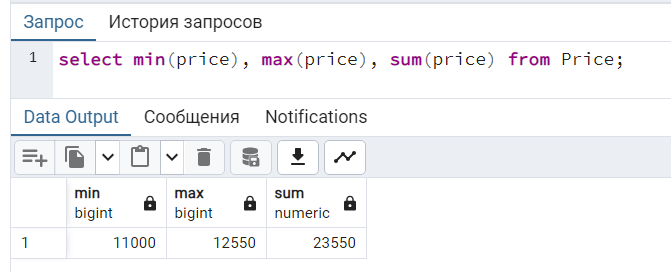 Запрос История запросов
1 select min(price), max(price), sum(price) from Price;
Data Output Сообщения Notifications
min max sum
bigint bigint numeric
1 11000 12550 23550